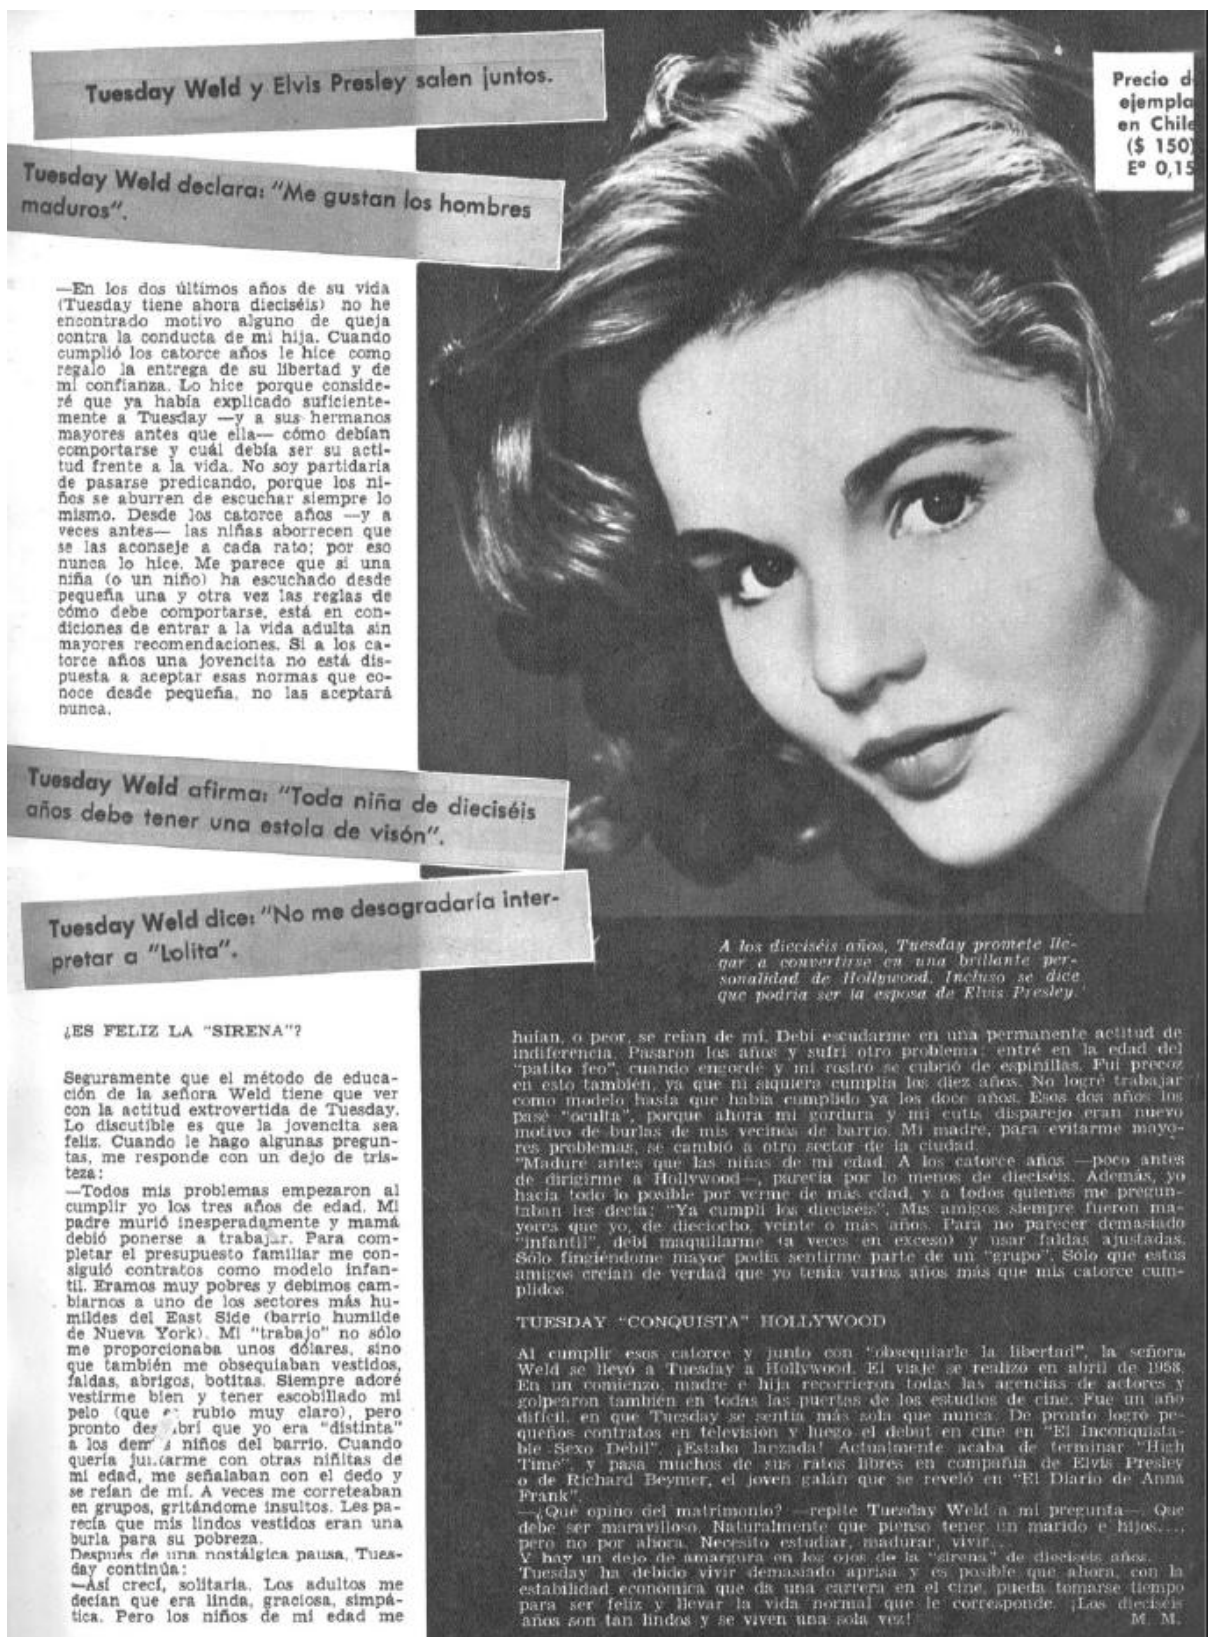 Tuesday Weld y Elvis Presley salen juntos.
Tuesday Weld declara: "Me gustan los hombres
maduros".
Precio d
ejempla
en Chile
($ 150)
Eº 0,15
—En los dos últimos años de su vida
(Tuesday tiene ahora dieciséis) no he
encontrado motivo alguno de queja
contra la conducta de mi hija. Cuando
cumplió los catorce años le hice como
regalo la entrega de su libertad y de
mi confianza. Lo hice porque conside-
ré que ya había explicado suficiente-
mente a Tuesday —y a sus hermanos
mayores antes que ella— cómo debían
comportarse y cuál debía ser su acti-
tud frente a la vida. No soy partidaria
de pasarse predicando, porque los ni-
ños se aburren de escuchar siempre lo
mismo. Desde los catorce años —y a
veces antes— las niñas aborrecen que
se las aconseje a cada rato; por eso
nunca lo hice. Me parece que si una
niña (o un niño) ha escuchado desde
pequeña una y otra vez las reglas de
cómo debe comportarse, está en con-
diciones de entrar a la vida adulta sin
mayores recomendaciones. Si a los ca-
torce años una jovencita no está dis-
puesta a aceptar esas normas que co-
noce desde pequeña, no las aceptará
nunca.
Tuesday Weld afirma: "Toda niña de dieciséis
años debe tener una estola de visón".
Tuesday Weld dice: "No me desagradaría inter-
pretar a "Lolita".
A los dieciséis años, Tuesday promete lle-
gar a convertirse en una brillante per-
sonalidad de Hollywood. Incluso se dice
que podría ser la esposa de Elvis Presley.
¿ES FELIZ LA "SIRENA"?
Seguramente que el método de educa-
ción de la señora Weld tiene que ver
con la actitud extrovertida de Tuesday.
Lo discutible es que la jovencita sea
feliz. Cuando le hago algunas pregun-
tas, me responde con un dejo de tris-
teza:
—Todos mis problemas empezaron al
cumplir yo los tres años de edad. Mi
padre murió inesperadamente y mamá
debió ponerse a trabajar. Para com-
pletar el presupuesto familiar me con-
siguió contratos como modelo infan-
til. Eramos muy pobres y debimos cam-
biarnos a uno de los sectores más hu-
mildes del East Side (barrio humilde
de Nueva York). Mi "trabajo" no sólo
me proporcionaba unos dólares, sino
que también me obsequiaban vestidos,
faldas, abrigos, botitas. Siempre adoré
vestirme bien y tener escobillado mi
pelo (que rubio muy claro), pero
pronto des bri que yo era "distinta"
a los dem s niños del barrio. Cuando
quería juntarme con otras niñitas de
mi edad, me señalaban con el dedo y
se reían de mí. A veces me correteaban
en grupos, gritándome insultos. Les pa-
recía que mis lindos vestidos eran una
burla para su pobreza.
Después de una nostálgica pausa, Tues-
day continúa:
—Así crecí, solitaria. Los adultos me
decían que era linda, graciosa, simpá-
tica. Pero los niños de mi edad me
huían, o peor, se reían de mí. Debí escudarme en una permanente actitud de
indiferencia. Pasaron los años y sufrí otro problema: entré en la edad del
"patito feo", cuando engordé y mi rostro se cubrió de espinillas. Fui precoz
en esto también, ya que ni siquiera cumplía los diez años. No logré trabajar
como modelo hasta que había cumplido ya los doce años. Esos dos años los
pasé "oculta", porque ahora mi gordura y mi cutis disparejo eran nuevo
motivo de burlas de mis vecinos de barrio. Mi madre, para evitarme mayo-
res problemas, se cambió a otro sector de la ciudad.
"Maduré antes que las niñas de mi edad. A los catorce años —poco antes
de dirigirme a Hollywood—, parecía por lo menos de dieciséis. Además, yo
hacía todo lo posible por verme de más edad, y a todos quienes me pregun-
taban les decía: "Ya cumplí los dieciséis". Mis amigos siempre fueron ma-
yores que yo, de dieciocho, veinte o más años. Para no parecer demasiado
"infantil", debí maquillarme (a veces en exceso) y usar faldas ajustadas.
Sólo fingiéndome mayor podía sentirme parte de un "grupo". Sólo que estos
amigos creían de verdad que yo tenía varios años más que mis catorce cum-
plidos
TUESDAY "CONQUISTA" HOLLYWOOD
Al cumplir esos catorce y junto con "obsequiarle la libertad", la señora
Weld se llevó a Tuesday a Hollywood. El viaje se realizó en abril de 1958.
En un comienzo, madre e hija recorrieron todas las agencias de actores y
golpearon también en todas las puertas de los estudios de cine. Fue un año
difícil, en que Tuesday se sentía más sola que nunca. De pronto logró pe-
queños contratos en televisión y luego el debut en cine en "El Inconquista-
ble Sexo Débil". ¡Estaba lanzada! Actualmente acaba de terminar "High
Time", y pasa muchos de sus ratos libres en compañía de Elvis Presley
o de Richard Beymer, el joven galán que se reveló en "El Diario de Anna
Frank".
—¿Qué opino del matrimonio? —repite Tuesday Weld a mi pregunta—. Que
debe ser maravilloso. Naturalmente que pienso tener un marido e hijos...,
pero no por ahora. Necesito estudiar, madurar, vivir...
Y hay un dejo de amargura en los ojos de la "sirena" de dieciséis años.
Tuesday ha debido vivir demasiado aprisa y es posible que ahora, con la
estabilidad económica que da una carrera en el cine, pueda tomarse tiempo
para ser feliz y llevar la vida normal que le corresponde. ¡Los dieciséis
años son tan lindos y se viven una sola vez! M. M.